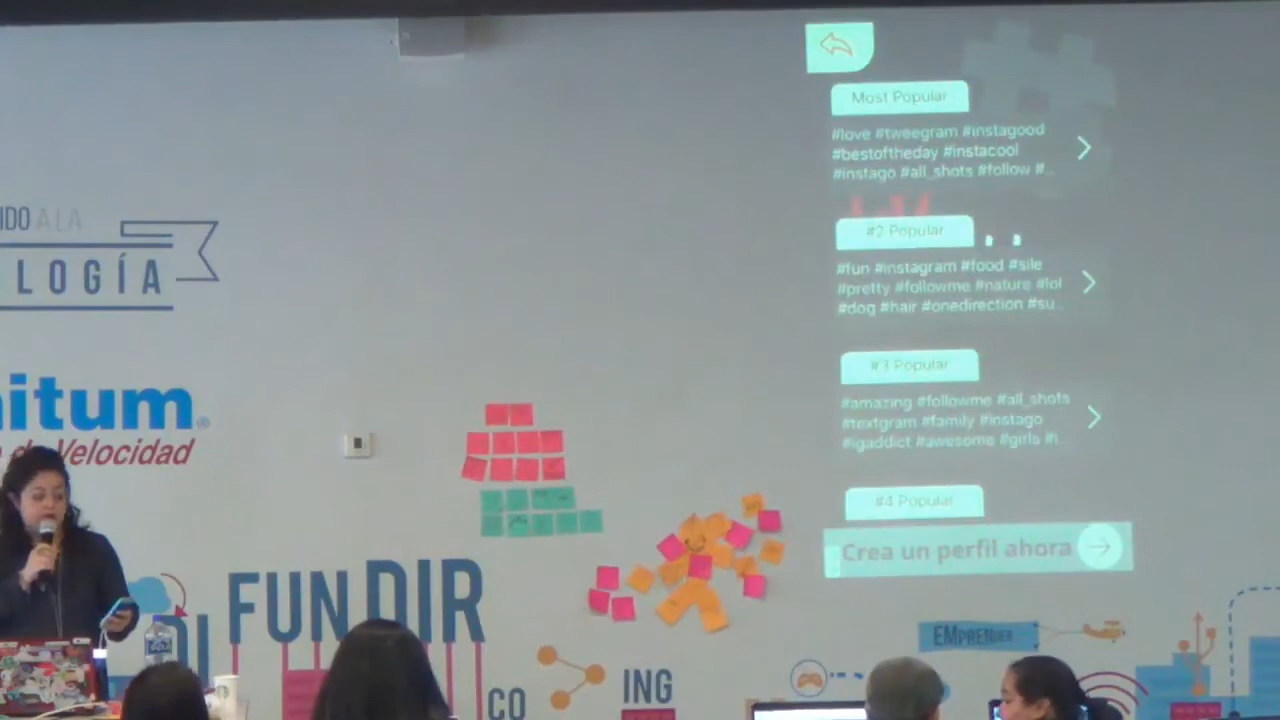 Most Popular
#love #tweegram #instagood
#bestoftheday #instacool
#instago #all_shots #follow #...
#2 Popular
#fun #instagram #food #sile
#pretty #followme #nature #lol
#dog #hair #onedirection #su...
#3 Popular
#amazing #followme #all_shots
#textgram #family #instago
#igaddict #awesome #girls #i...
#4 Popular
Crea un perfil ahora
IDO A LA
LOGÍA
itum
Velocidad
FUNDIR
EMPRENDER
CO
ING